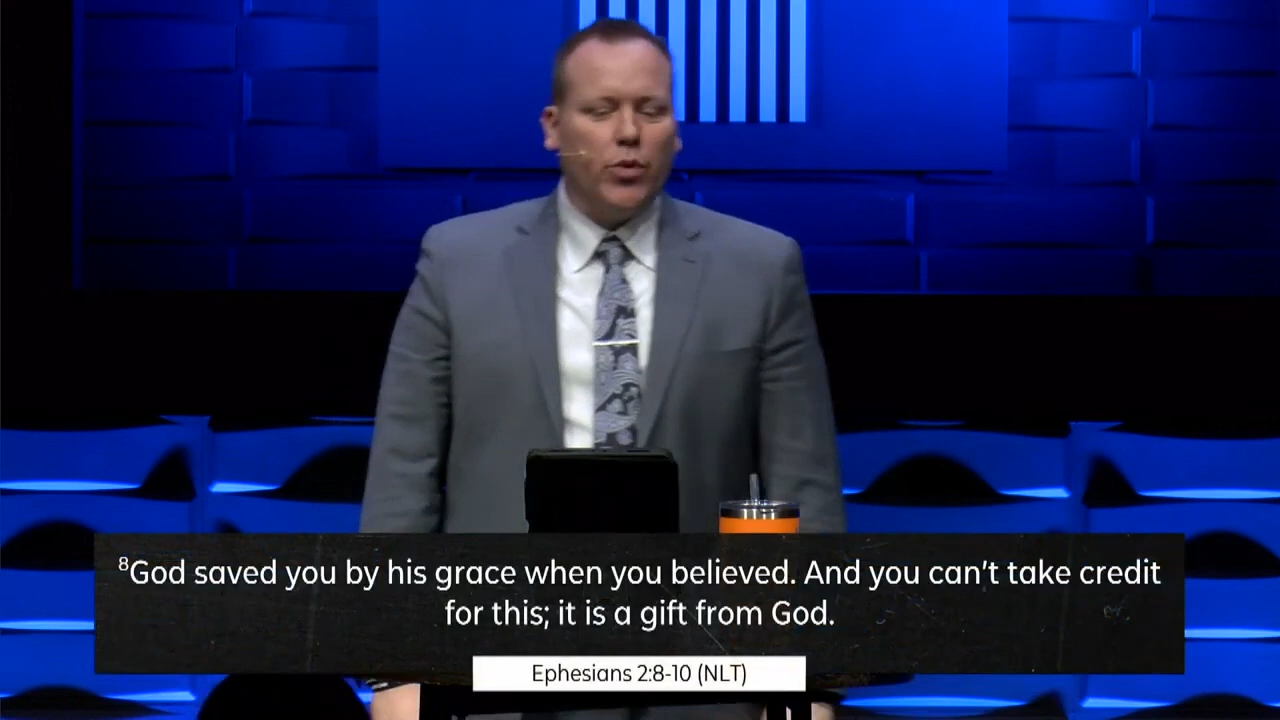 ⁸God saved you by his grace when you believed. And you can't take credit
for this; it is a gift from God.
Ephesians 2:8-10 (NLT)